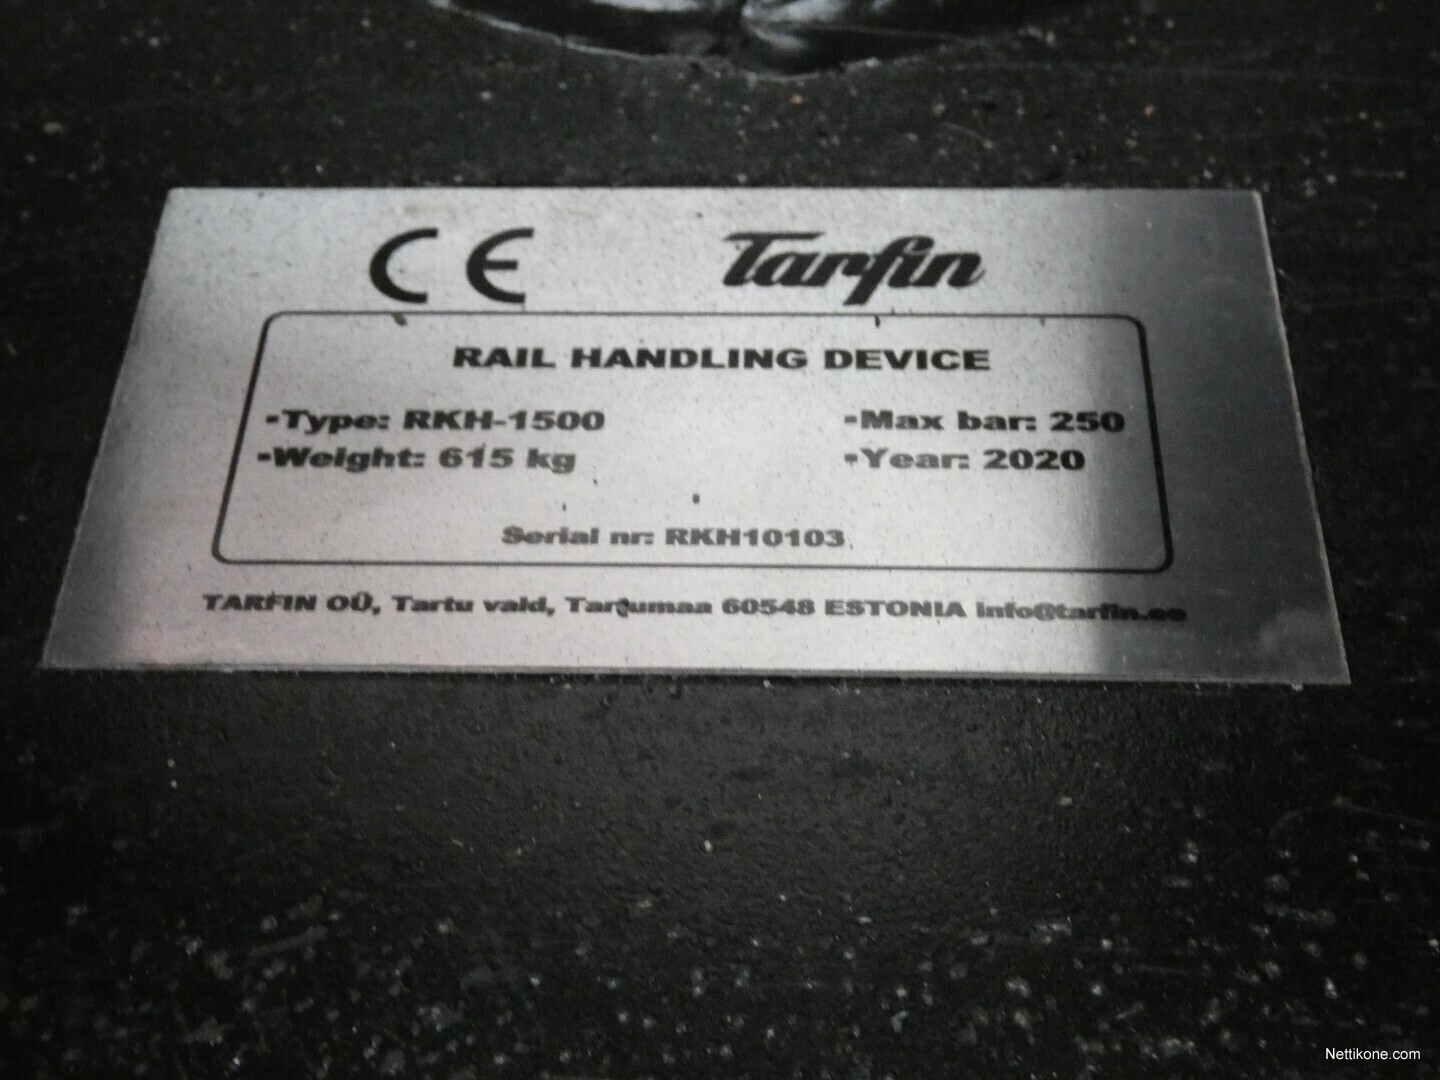 CE Tarfin
RAIL HANDLING DEVICE
-Type: RKH-1500 -Max bar: 250
-Weight: 615 kg -Year: 2020
Serial nr: RKH10103
TARFIN OÜ, Tartu vald, Tartumaa 60548 ESTONIA info@tarfin.ee
Nettikone.com